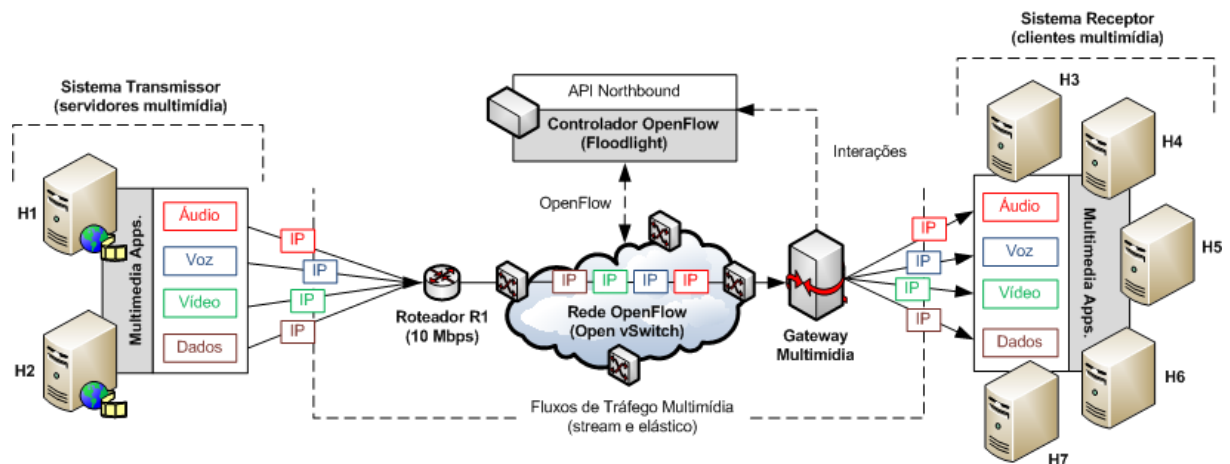 Sistema Transmissor
(servidores multimídia)
H1
H2
Multimedia Apps.
Áudio
Voz
Vídeo
Dados
IP
IP
IP
IP
Roteador R1
(10 Mbps)
API Northbound
Controlador OpenFlow
(Floodlight)
OpenFlow
Interações
IP
IP
IP
IP
Rede OpenFlow
(Open vSwitch)
Gateway
Multimídia
Fluxos de Tráfego Multimídia
(stream e elástico)
Sistema Receptor
(clientes multimídia)
IP
IP
IP
IP
Áudio
Voz
Vídeo
Dados
Multimedia Apps.
H3
H4
H5
H6
H7